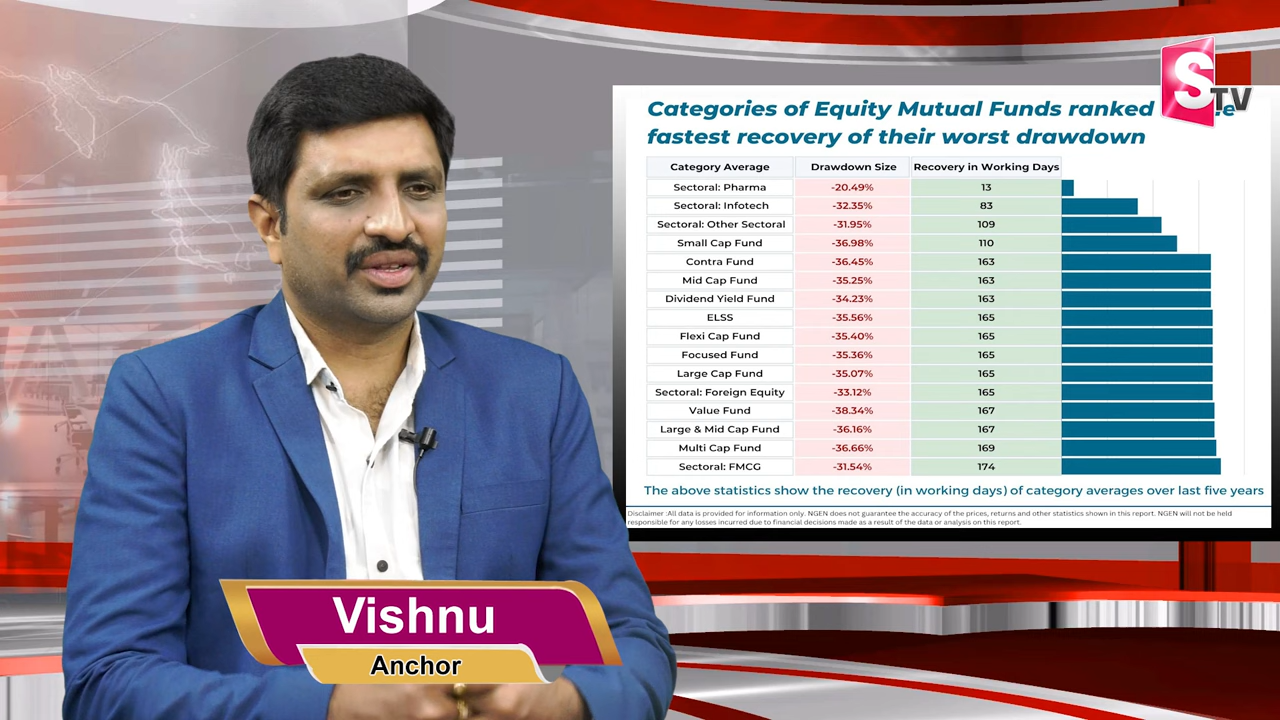 S TV
Categories of Equity Mutual Funds ranked
fastest recovery of their worst drawdown
Category Average Drawdown Size Recovery in Working Days
Sectoral: Pharma -20.49% 13
Sectoral: Infotech -32.35% 83
Sectoral: Other Sectoral -31.95% 109
Small Cap Fund -36.98% 110
Contra Fund -36.45% 163
Mid Cap Fund -35.25% 163
Dividend Yield Fund -34.23% 163
ELSS -35.56% 165
Flexi Cap Fund -35.40% 165
Focused Fund -35.36% 165
Large Cap Fund -35.07% 165
Sectoral: Foreign Equity -33.12% 165
Value Fund -38.34% 167
Large & Mid Cap Fund -36.16% 167
Multi Cap Fund -36.66% 169
Sectoral: FMCG -31.54% 174
The above statistics show the recovery (in working days) of category averages over last five years
Disclaimer :All data is provided for information only. NGEN does not guarantee the accuracy of the prices, returns and other statistics shown in this report. NGEN will not be held
responsible for any losses incurred due to financial decisions made as a result of the data or analysis on this report.
Vishnu
Anchor